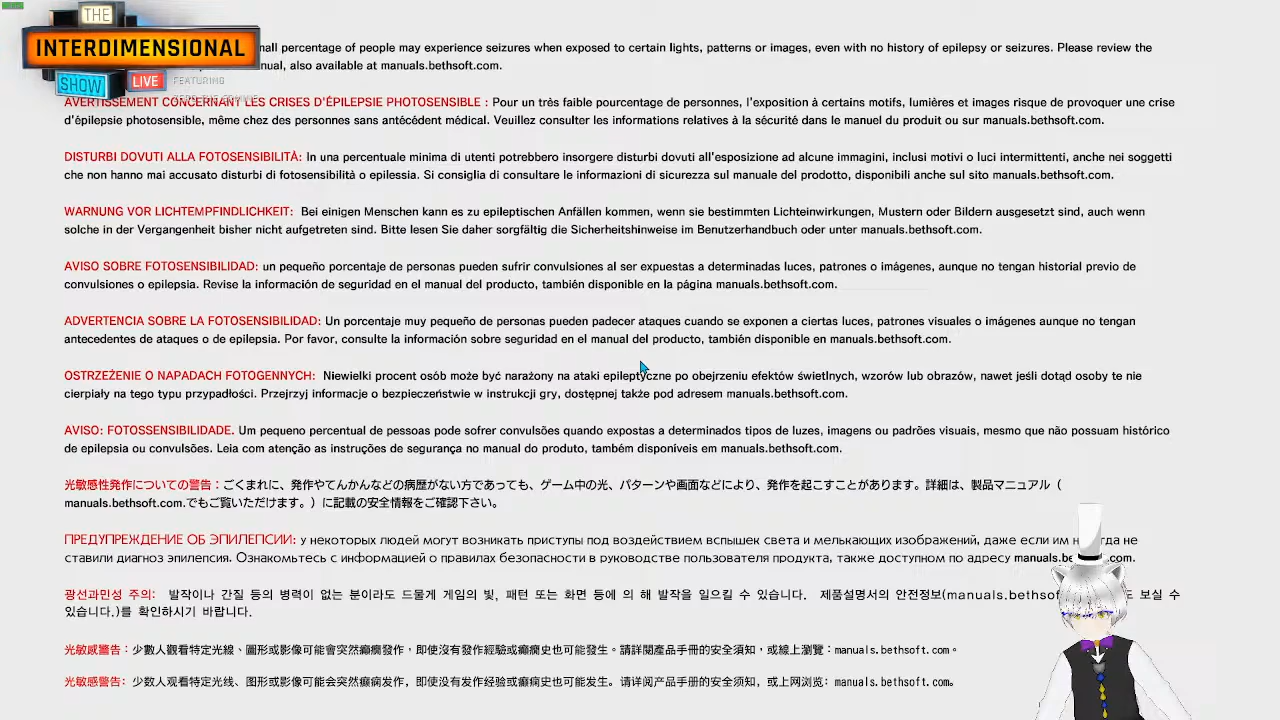 THE
INTERDIMENSIONAL
SHOW
LIVE
FEATURING
percentage of people may experience seizures when exposed to certain lights, patterns or images, even with no history of epilepsy or seizures. Please review the
also available at manuals.bethsoft.com.
AVERTISSEMENT CONCERNANT LES CRISES D'ÉPILEPSIE PHOTOSENSIBLE : Pour un très faible pourcentage de personnes, l'exposition à certains motifs, lumières et images risque de provoquer une crise
d'épilepsie photosensible, même chez des personnes sans antécédent médical. Veuillez consulter les informations relatives à la sécurité dans le manuel du produit ou sur manuals.bethsoft.com.
DISTURBI DOVUTI ALLA FOTOSENSIBILITÀ: In una percentuale minima di utenti potrebbero insorgere disturbi dovuti all'esposizione ad alcune immagini, inclusi motivi o luci intermittenti, anche nei soggetti
che non hanno mai accusato disturbi di fotosensibilità o epilessia. Si consiglia di consultare le informazioni di sicurezza sul manuale del prodotto, disponibili anche sul sito manuals.bethsoft.com.
WARNUNG VOR LICHTEMPFINDLICHKEIT: Bei einigen Menschen kann es zu epileptischen Anfällen kommen, wenn sie bestimmten Lichteinwirkungen, Mustern oder Bildern ausgesetzt sind, auch wenn
solche in der Vergangenheit bisher nicht aufgetreten sind. Bitte lesen Sie daher sorgfältig die Sicherheitshinweise im Benutzerhandbuch oder unter manuals.bethsoft.com.
AVISO SOBRE FOTOSENSIBILIDAD: un pequeño porcentaje de personas pueden sufrir convulsiones al ser expuestas a determinadas luces, patrones o imágenes, aunque no tengan historial previo de
convulsiones o epilepsia. Revise la información de seguridad en el manual del producto, también disponible en la página manuals.bethsoft.com.
ADVERTENCIA SOBRE LA FOTOSENSIBILIDAD: Un porcentaje muy pequeño de personas pueden padecer ataques cuando se exponen a ciertas luces, patrones visuales o imágenes aunque no tengan
antecedentes de ataques o de epilepsia. Por favor, consulte la información sobre seguridad en el manual del producto, también disponible en manuals.bethsoft.com.
OSTRZEŻENIE O NAPADACH FOTOGENNYCH: Niewielki procent osób może być narażony na ataki epileptyczne po obejrzeniu efektów świetlnych, wzorów lub obrazów, nawet jeśli dotąd osoby te nie
cierpiały na tego typu przypadłości. Przejrzyj informacje o bezpieczeństwie w instrukcji gry, dostępnej także pod adresem manuals.bethsoft.com.
AVISO: FOTOSSENSIBILIDADE. Um pequeno percentual de pessoas pode sofrer convulsões quando expostas a determinados tipos de luzes, imagens ou padrões visuais, mesmo que não possuam histórico
de epilepsia ou convulsões. Leia com atenção as instruções de segurança no manual do produto, também disponíveis em manuals.bethsoft.com.
光敏感性発作についての警告：ごくまれに、発作やてんかんなどの病歴がない方であっても、ゲーム中の光、パターンや画面などにより、発作を起こすことがあります。詳細は、製品マニュアル（
manuals.bethsoft.com.でもご覧いただけます。）に記載の安全情報をご確認下さい。
ПРЕДУПРЕЖДЕНИЕ ОБ ЭПИЛЕПСИИ: у некоторых людей могут возникать приступы под воздействием вспышек света и мелькающих изображений, даже если им не
ставили диагноз эпилепсия. Ознакомьтесь с информацией о правилах безопасности в руководстве пользователя продукта, также доступном по адресу manuals.be com.
광선과민성 주의: 발작이나 간질 등의 병력이 없는 분이라도 드물게 게임의 빛, 패턴 또는 화면 등에 의 해 발작을 일으킬 수 있습니다. 제품설명서의 안전정보(manuals.bethsof 도 보실 수
있습니다.)를 확인하시기 바랍니다.
光敏感警告：少數人觀看特定光線、圖形或影像可能會突然癲癇發作，即使沒有發作經驗或癲癇史也可能發生。請詳閱產品手冊的安全須知，或線上瀏覽：manuals.bethsoft.com。
光敏感警告：少数人观看特定光线、图形或影像可能会突然癫痫发作，即使没有发作经验或癫痫史也可能发生。请详阅产品手册的安全须知，或上网浏览：manuals.bethsoft.com。